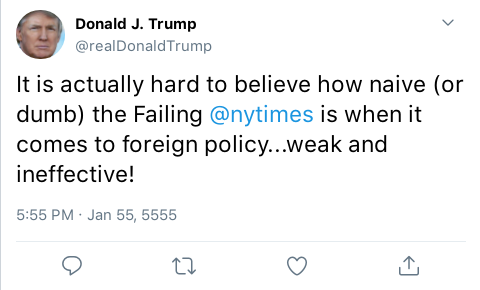 Donald J. Trump
@realDonaldTrump
It is actually hard to believe how naive (or
dumb) the Failing @nytimes is when it
comes to foreign policy...weak and
ineffective!
5:55 PM · Jan 55, 5555